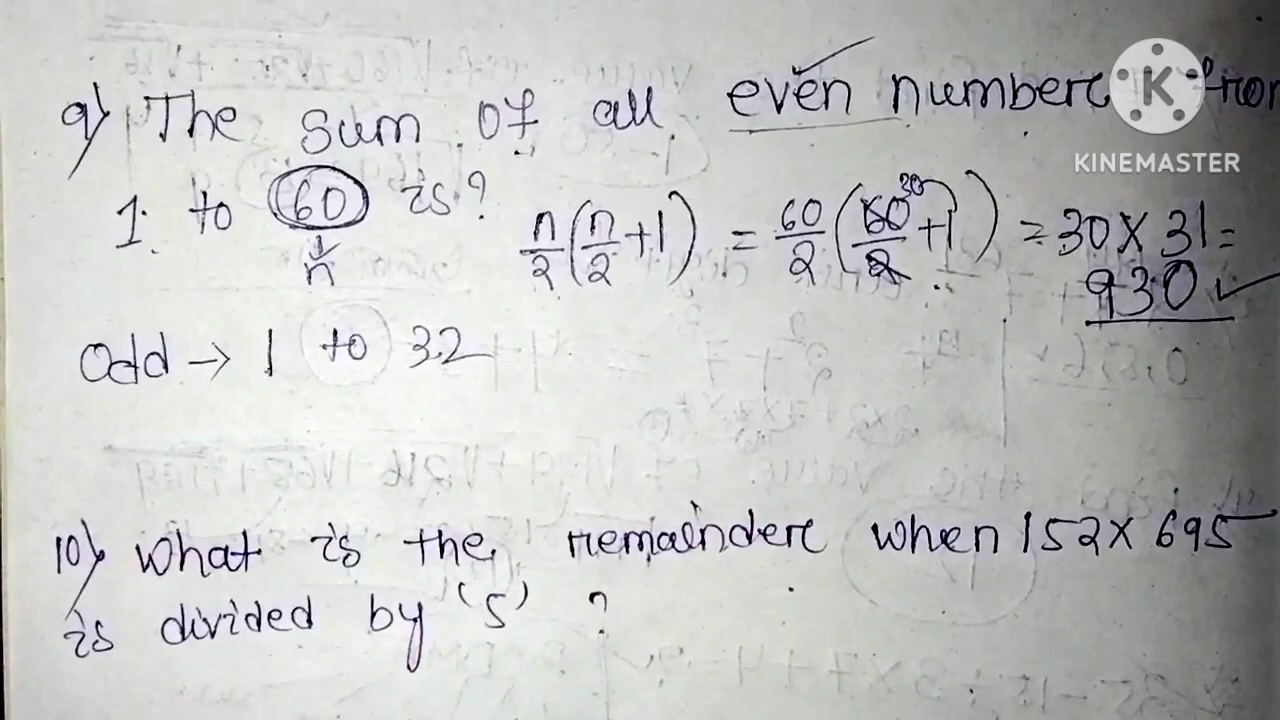 9) The sum of all even numbers from
1 to 60 is?
n
n/2 (n/2 + 1) = 60/2 (60/2 + 1) = 30 × 31 =
30
930 ✓
Odd → 1 to 32
10) What is the remainder when 152 × 695
is divided by '5' ?
KINEMASTER